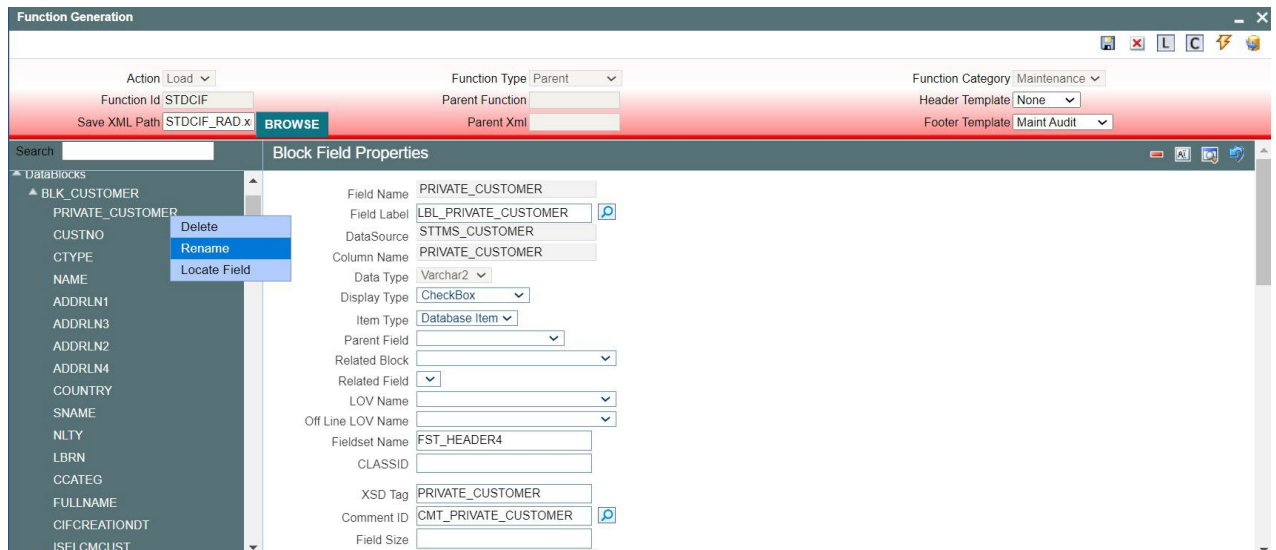 Function Generation
L C
Action Load Function Type Parent Function Category Maintenance
Function Id STDCIF Parent Function Header Template None
Save XML Path STDCIF_RAD.x BROWSE Parent Xml Footer Template Maint Audit
Search Block Field Properties
DataBlocks
BLK_CUSTOMER
PRIVATE_CUSTOMER
CUSTNO
CTYPE
NAME
ADDRLN1
ADDRLN3
ADDRLN2
ADDRLN4
COUNTRY
SNAME
NLTY
LBRN
CCATEG
FULLNAME
CIFCREATIONDT
ISELCMCUST
Delete
Rename
Locate Field
Field Name PRIVATE_CUSTOMER
Field Label LBL_PRIVATE_CUSTOMER
DataSource STTMS_CUSTOMER
Column Name PRIVATE_CUSTOMER
Data Type Varchar2
Display Type CheckBox
Item Type Database Item
Parent Field
Related Block
Related Field
LOV Name
Off Line LOV Name
Fieldset Name FST_HEADER4
CLASSID
XSD Tag PRIVATE_CUSTOMER
Comment ID CMT_PRIVATE_CUSTOMER
Field Size